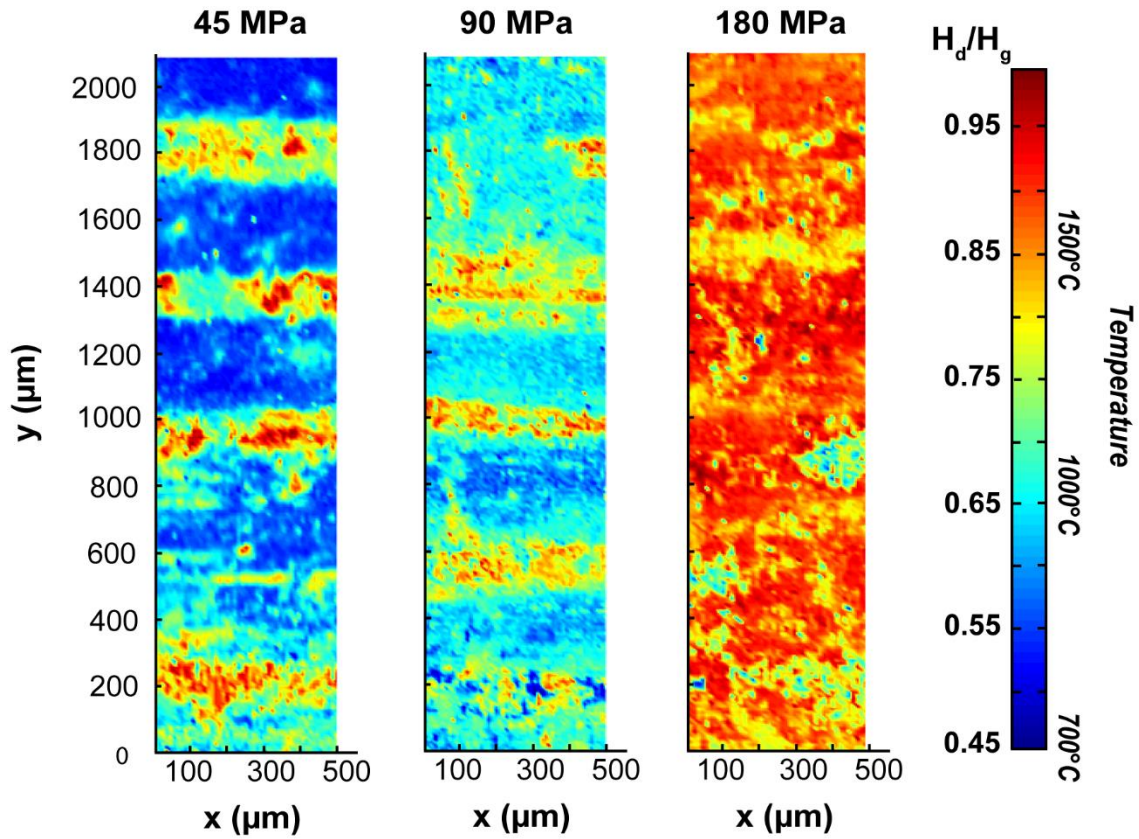 45 MPa
90 MPa
180 MPa
H_d/H_g
2000
1800
1600
1400
1200
1000
800
600
400
200
0
y (µm)
100 300 500
100 300 500
100 300 500
x (µm)
x (µm)
x (µm)
0.95
0.85
0.75
0.65
0.55
0.45
1500°C
1000°C
700°C
Temperature